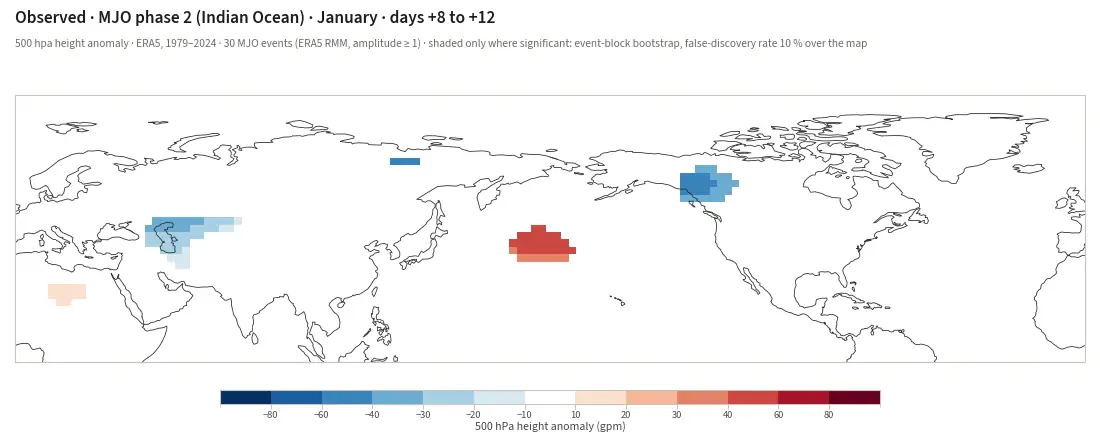 Observed · MJO phase 2 (Indian Ocean) · January · days +8 to +12
500 hpa height anomaly · ERA5, 1979–2024 · 30 MJO events (ERA5 RMM, amplitude ≥ 1) · shaded only where significant: event-block bootstrap, false-discovery rate 10 % over the map
−80 −60 −40 −30 −20 −10 10 20 30 40 60 80
500 hPa height anomaly (gpm)